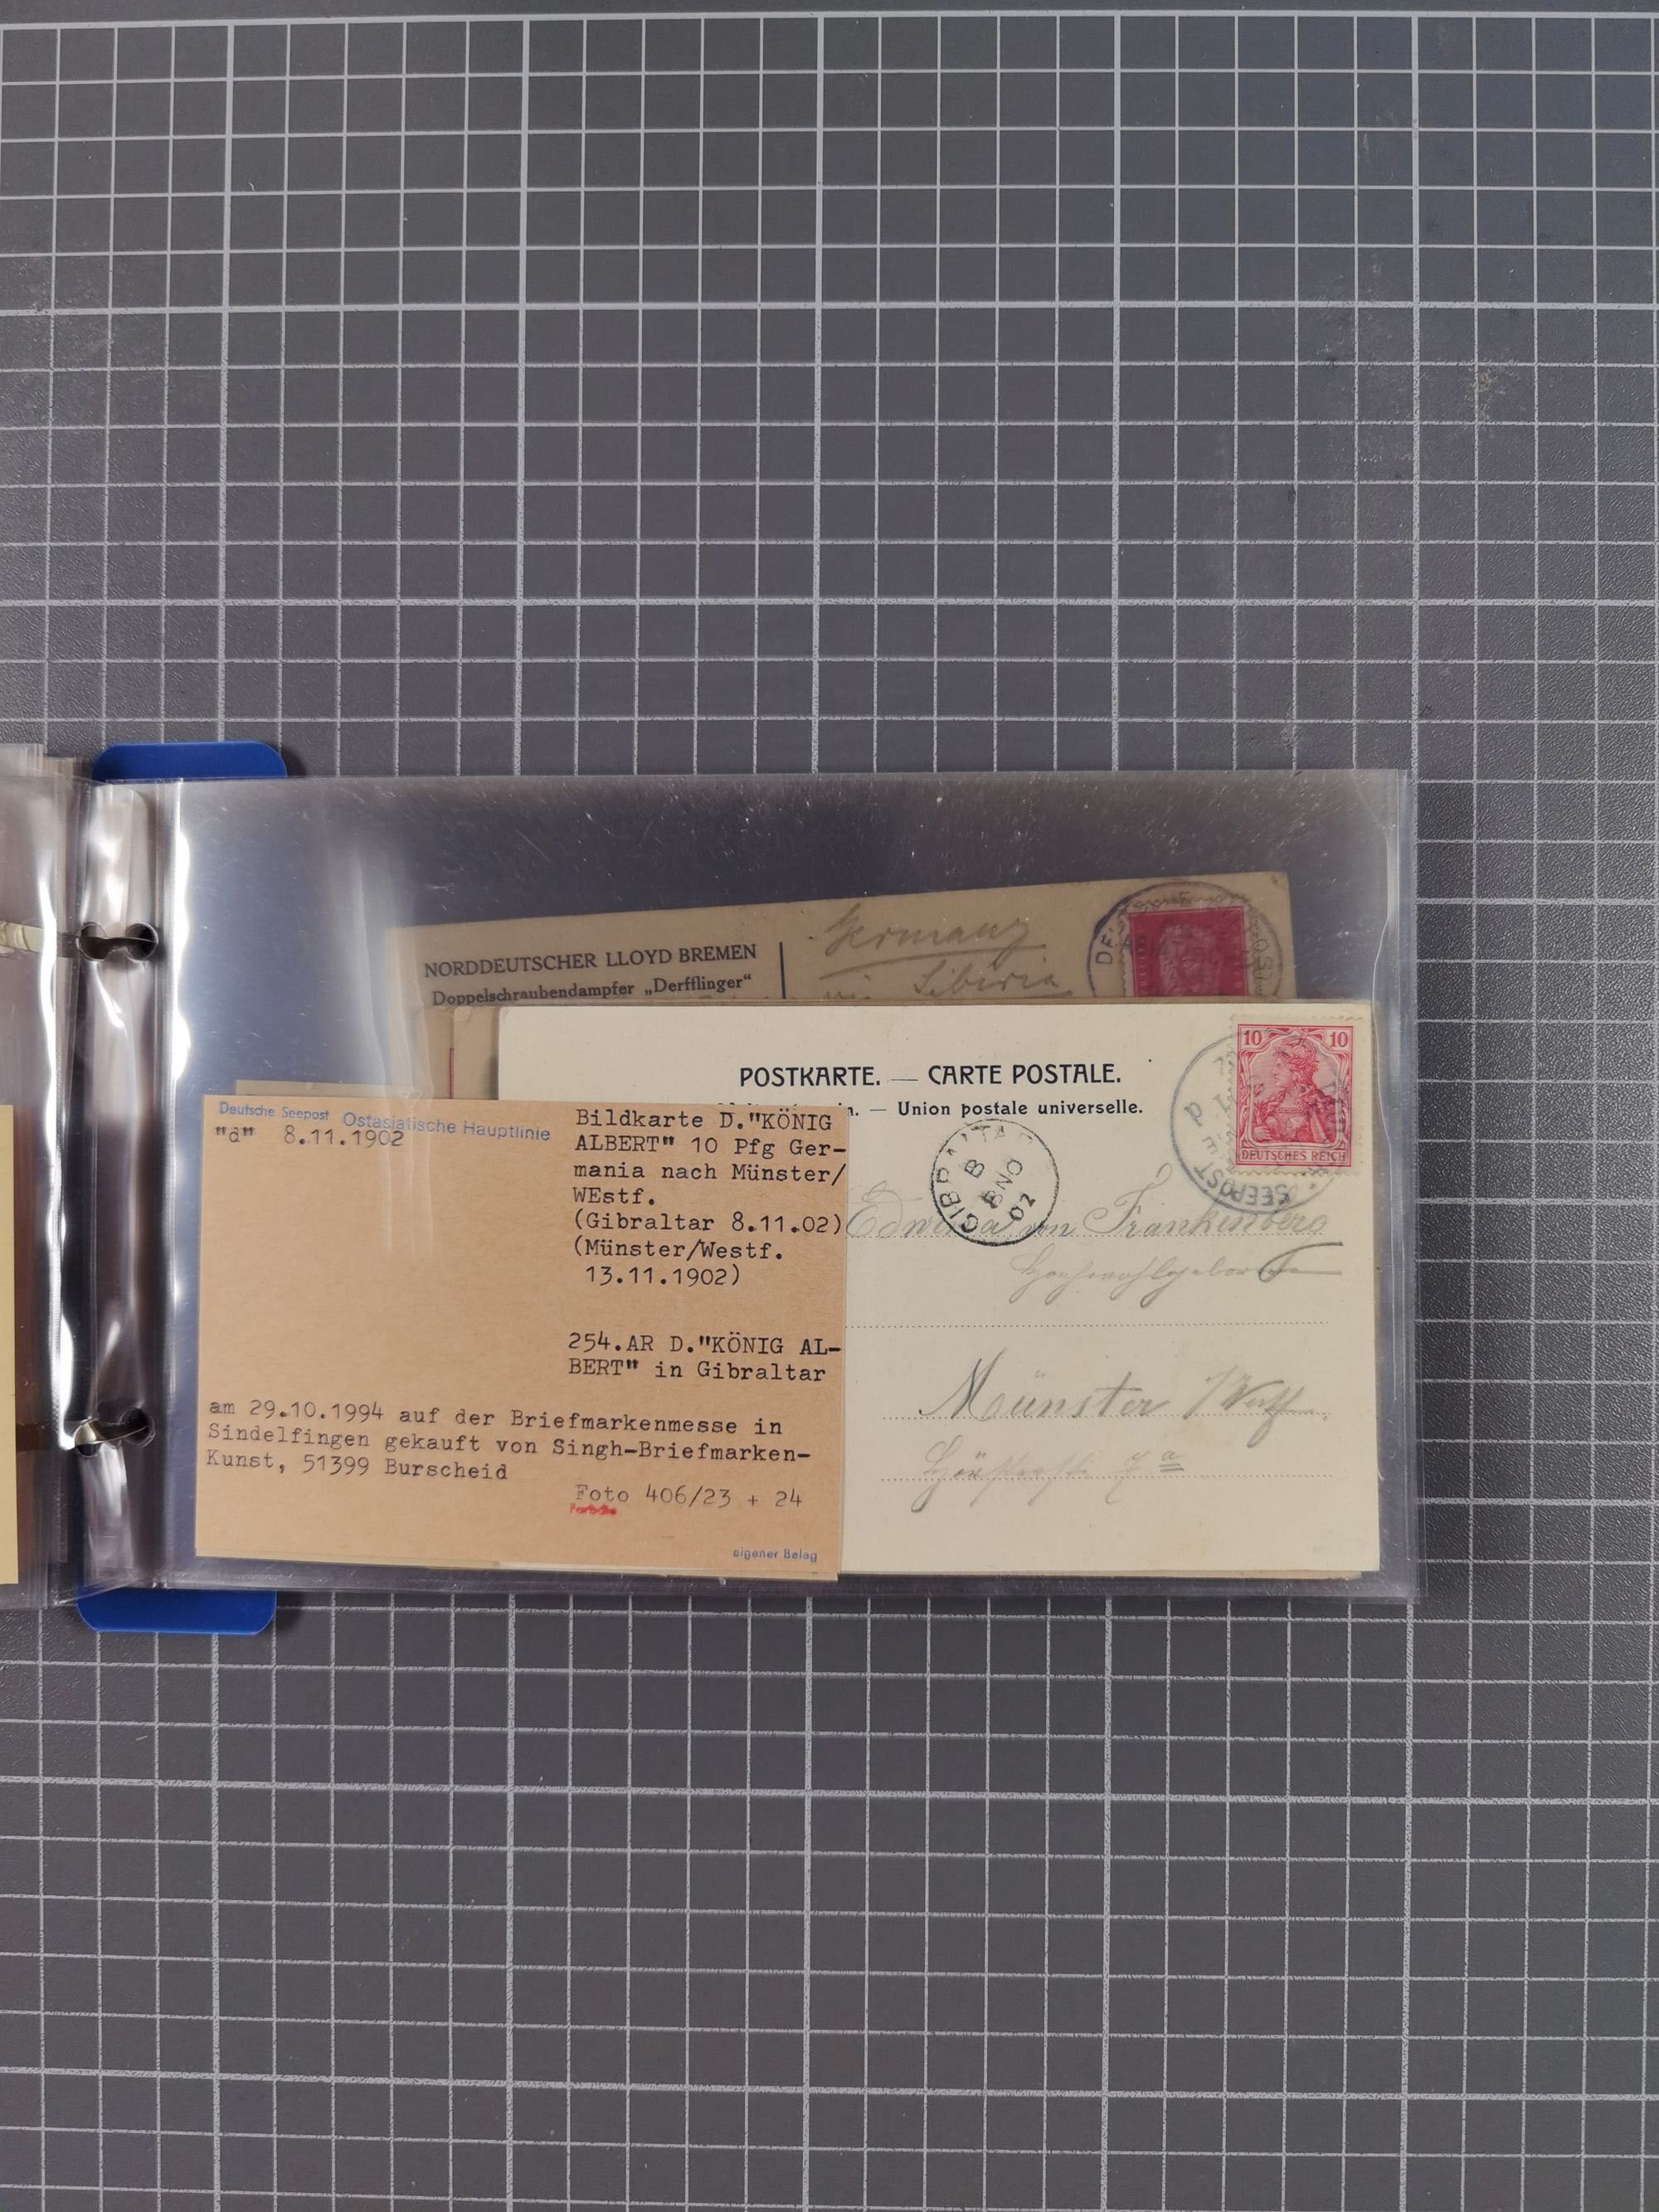 NORDDEUTSCHER LLOYD BREMEN
Doppelschraubendampfer „Derfflinger“
Germany
Siberia
POSTKARTE. — CARTE POSTALE.
— Union postale universelle.
10 10
DEUTSCHES REICH
SEEPOST
d
GIBRALTAR
B
8 NO
02
Frankenberg
Münster
Deutsche Seepost Ostasiatische Hauptlinie
"d" 8.11.1902
Bildkarte D."KÖNIG
ALBERT" 10 Pfg Ger-
mania nach Münster/
WEstf.
(Gibraltar 8.11.02)
(Münster/Westf.
13.11.1902)
254.AR D."KÖNIG AL-
BERT" in Gibraltar
am 29.10.1994 auf der Briefmarkenmesse in
Sindelfingen gekauft von Singh-Briefmarken-
Kunst, 51399 Burscheid
Foto 406/23 + 24
eigener Beleg